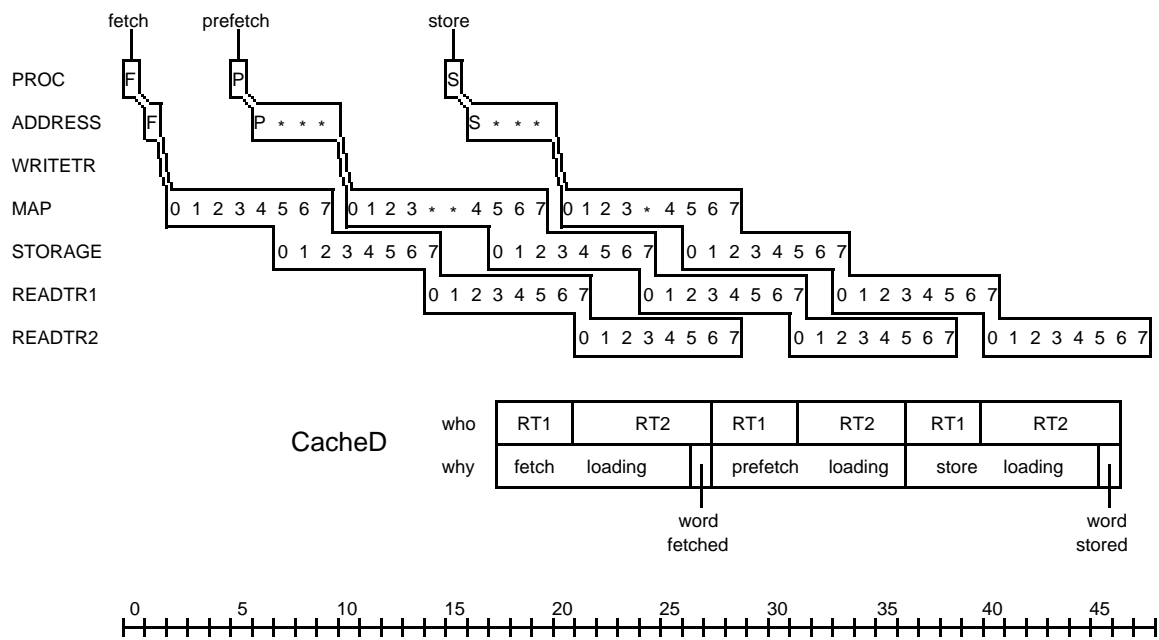 fetch prefetch store
PROC F P S
ADDRESS F P * * * S * * *
WRITETR
MAP 0 1 2 3 4 5 6 7 0 1 2 3 * * 4 5 6 7 0 1 2 3 * 4 5 6 7
STORAGE 0 1 2 3 4 5 6 7 0 1 2 3 4 5 6 7 0 1 2 3 4 5 6 7
READTR1 0 1 2 3 4 5 6 7 0 1 2 3 4 5 6 7 0 1 2 3 4 5 6 7
READTR2 0 1 2 3 4 5 6 7 0 1 2 3 4 5 6 7 0 1 2 3 4 5 6 7
CacheD
who RT1 RT2 RT1 RT2 RT1 RT2
why fetch loading prefetch loading store loading
word fetched
word stored
0 5 10 15 20 25 30 35 40 45